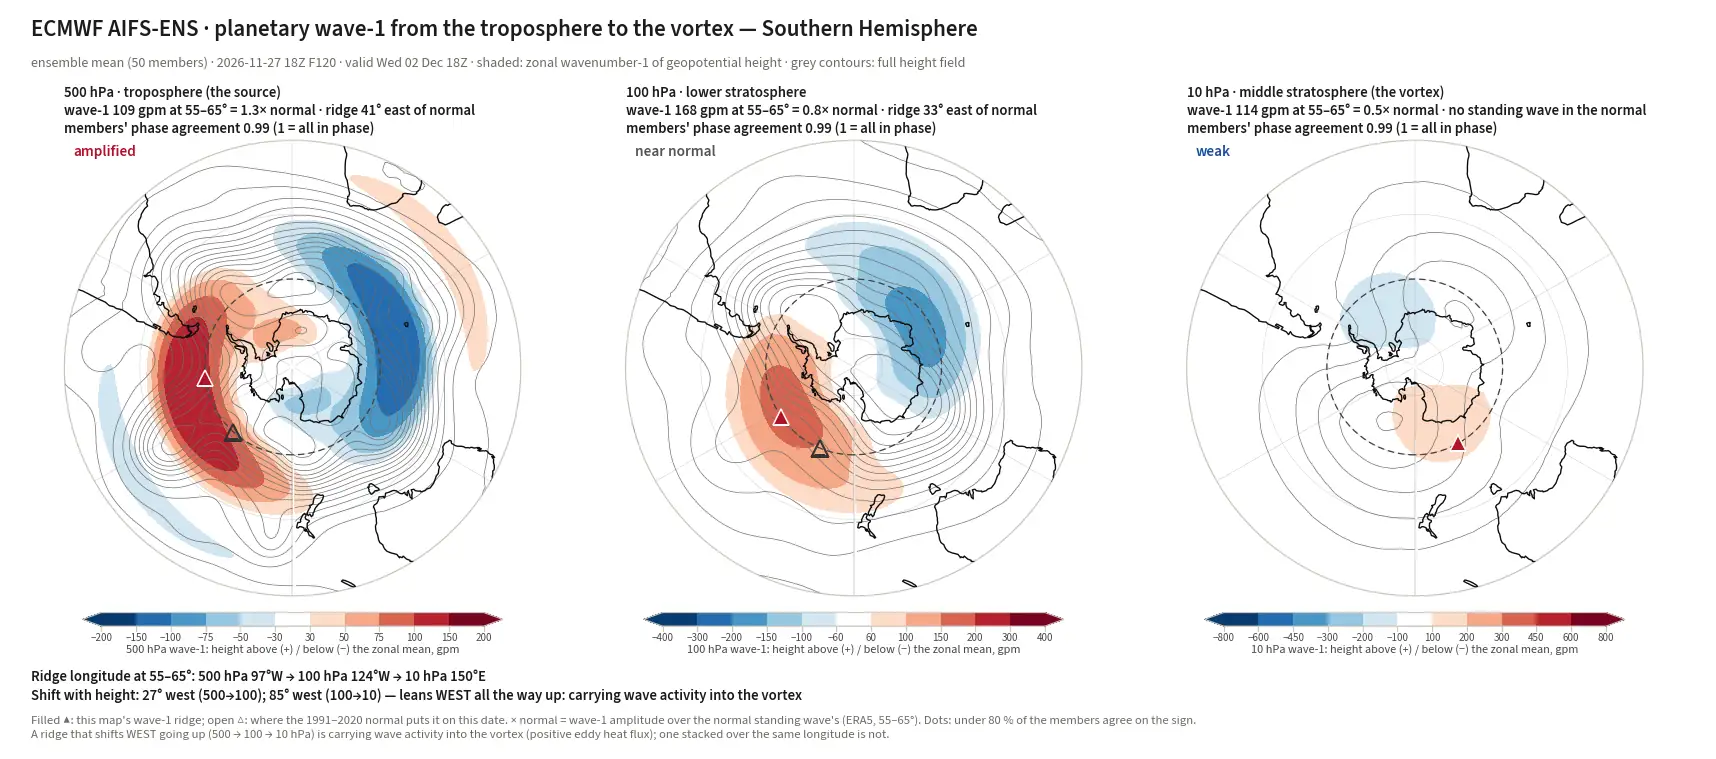 ECMWF AIFS-ENS · planetary wave-1 from the troposphere to the vortex — Southern Hemisphere
ensemble mean (50 members) · 2026-11-27 18Z F120 · valid Wed 02 Dec 18Z · shaded: zonal wavenumber-1 of geopotential height · grey contours: full height field
500 hPa · troposphere (the source)
wave-1 109 gpm at 55–65° = 1.3× normal · ridge 41° east of normal
members' phase agreement 0.99 (1 = all in phase)
amplified
100 hPa · lower stratosphere
wave-1 168 gpm at 55–65° = 0.8× normal · ridge 33° east of normal
members' phase agreement 0.99 (1 = all in phase)
near normal
10 hPa · middle stratosphere (the vortex)
wave-1 114 gpm at 55–65° = 0.5× normal · no standing wave in the normal
members' phase agreement 0.99 (1 = all in phase)
weak
−200 −150 −100 −75 −50 −30 30 50 75 100 150 200
500 hPa wave-1: height above (+) / below (−) the zonal mean, gpm
−400 −300 −200 −150 −100 −60 60 100 150 200 300 400
100 hPa wave-1: height above (+) / below (−) the zonal mean, gpm
−800 −600 −450 −300 −200 −100 100 200 300 450 600 800
10 hPa wave-1: height above (+) / below (−) the zonal mean, gpm
Ridge longitude at 55–65°: 500 hPa 97°W → 100 hPa 124°W → 10 hPa 150°E
Shift with height: 27° west (500→100); 85° west (100→10) — leans WEST all the way up: carrying wave activity into the vortex
Filled ▲: this map's wave-1 ridge; open △: where the 1991–2020 normal puts it on this date. × normal = wave-1 amplitude over the normal standing wave's (ERA5, 55–65°). Dots: under 80 % of the members agree on the sign.
A ridge that shifts WEST going up (500 → 100 → 10 hPa) is carrying wave activity into the vortex (positive eddy heat flux); one stacked over the same longitude is not.